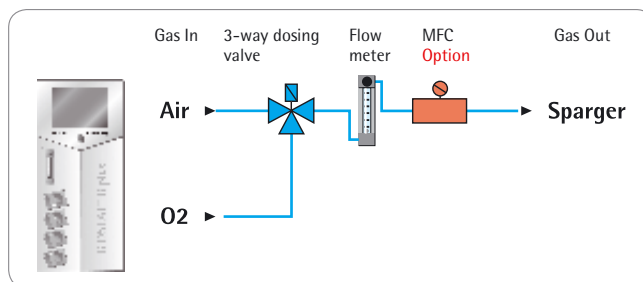 Gas In
3-way dosing
valve
Flow
meter
MFC
Option
Gas Out
Air
Sparger
O2